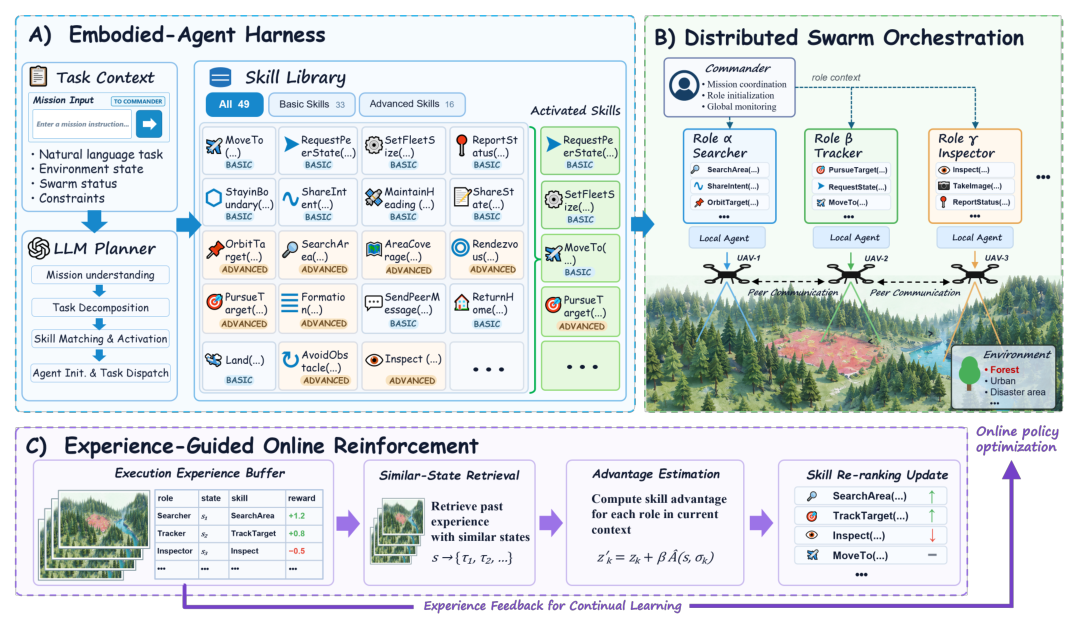 A) Embodied-Agent Harness
Task Context
Mission Input
TO COMMANDER
Enter a mission instruction...
• Natural language task
• Environment state
• Swarm status
• Constraints
LLM Planner
Mission understanding
Task Decomposition
Skill Matching & Activation
Agent Init. & Task Dispatch
Skill Library
All 49
Basic Skills 33
Advanced Skills 16
MoveTo
(...)
BASIC
RequestPe
erState(...)
BASIC
SetFleetS
ize(...)
BASIC
ReportSt
atus(...)
BASIC
StayinBo
undary(...)
BASIC
ShareInt
ent(...)
BASIC
MaintainH
eading (...)
BASIC
ShareSt
ate(...)
BASIC
OrbitTa
rget(...)
ADVANCED
SearchAr
ea(...)
ADVANCED
AreaCove
rage(...)
ADVANCED
Rendezvo
us(...)
ADVANCED
PursueT
arget(...)
ADVANCED
Formatio
n(...)
ADVANCED
SendPeerM
essage(...)
BASIC
ReturnH
ome(...)
BASIC
Land(...)
BASIC
AvoidObs
tacle(...)
ADVANCED
Inspect (...)
ADVANCED
•••
Activated Skills
RequestPe
erState(...)
BASIC
SetFleetS
ize(...)
BASIC
MoveTo(
...)
BASIC
PursueT
arget(...)
ADVANCED
•••
B) Distributed Swarm Orchestration
Commander
• Mission coordination
• Role initialization
• Global monitoring
role context
Role α
Searcher
SearchArea(...)
ShareIntent(...)
OrbitTarget(...)
•••
Local Agent
UAV-1
Role β
Tracker
PursueTarget(...)
RequestState(...)
MoveTo(...)
•••
Local Agent
UAV-2
Role γ
Inspector
Inspect(...)
TakeImage(...)
ReportStatus(...)
•••
Local Agent
UAV-3
•••
Peer Communication
Peer Communication
Environment
• Forest
• Urban
• Disaster area
•••
C) Experience-Guided Online Reinforcement
Execution Experience Buffer
role state skill reward
Searcher s₁ SearchArea +1.2
Tracker s₂ TrackTarget +0.8
Inspector s₃ Inspect −0.5
••• ••• •••
Similar-State Retrieval
Retrieve past
experience
with similar states
s → {τ₁, τ₂, ...}
Advantage Estimation
Compute skill advantage
for each role in current
context
z′ₖ = zₖ + β Â(s, σₖ)
Skill Re-ranking Update
SearchArea(...) ↑
TrackTarget(...) ↑
Inspect(...) ↓
MoveTo(...) −
•••
Online policy
optimization
Experience Feedback for Continual Learning